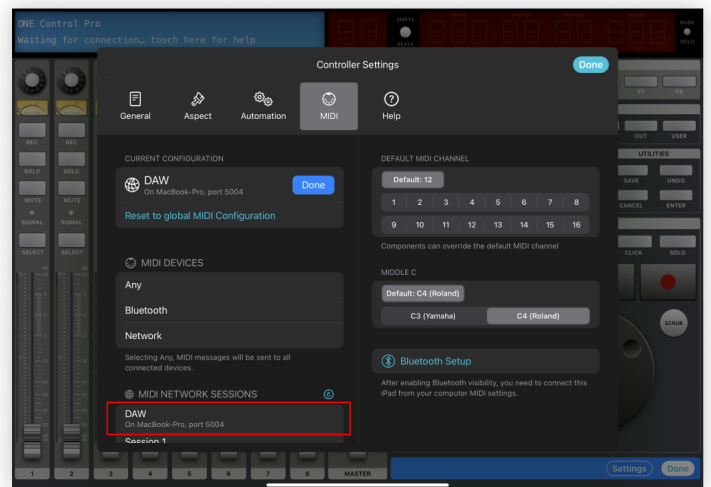 ONE Control Pro
Waiting for connection… touch here for help
EMPTY
BEATS
RUDE
SOLO
Controller Settings
Done
General
Aspect
Automation
MIDI
Help
CURRENT CONFIGURATION
DAW
On MacBook-Pro, port 5004
Done
Reset to global MIDI Configuration
MIDI DEVICES
Any
Bluetooth
Network
Selecting Any, MIDI messages will be sent to all
connected devices.
MIDI NETWORK SESSIONS
DAW
On MacBook-Pro, port 5004
Session 1
DEFAULT MIDI CHANNEL
Default: 12
1 2 3 4 5 6 7 8
9 10 11 12 13 14 15 16
Components can override the default MIDI channel
MIDDLE C
Default: C4 (Roland)
C3 (Yamaha)
C4 (Roland)
Bluetooth Setup
After enabling Bluetooth visibility, you need to connect this
iPad from your computer MIDI settings.
REC REC
SOLO SOLO
MUTE MUTE
SIGNAL SIGNAL
SELECT SELECT
F7 F8
OUT USER
UTILITIES
SAVE UNDO
CANCEL ENTER
CLICK SOLO
SCRUB
1 2 3 4 5 6 7 8 MASTER
Settings
Done